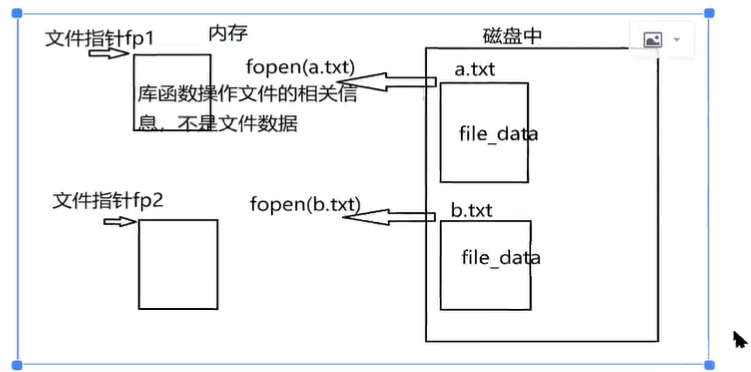 文件指针fp1
内存
磁盘中
fopen(a.txt)
a.txt
库函数操作文件的相关信
息，不是文件数据
file_data
文件指针fp2
fopen(b.txt)
b.txt
file_data